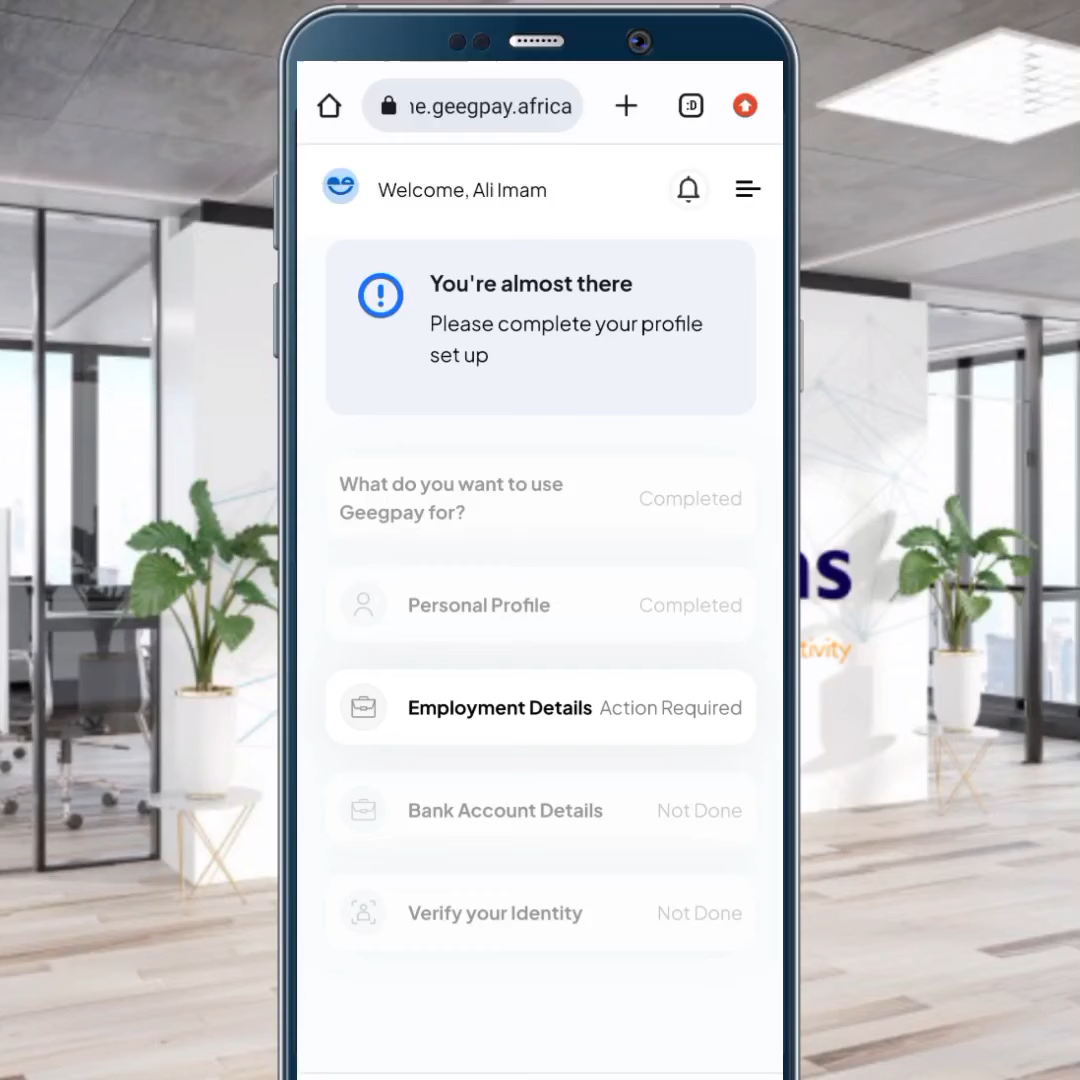 ne.geegpay.africa
:D
Welcome, Ali Imam
You're almost there
Please complete your profile
set up
What do you want to use
Geegpay for?
Completed
Personal Profile
Completed
Employment Details
Action Required
Bank Account Details
Not Done
Verify your Identity
Not Done
tivity